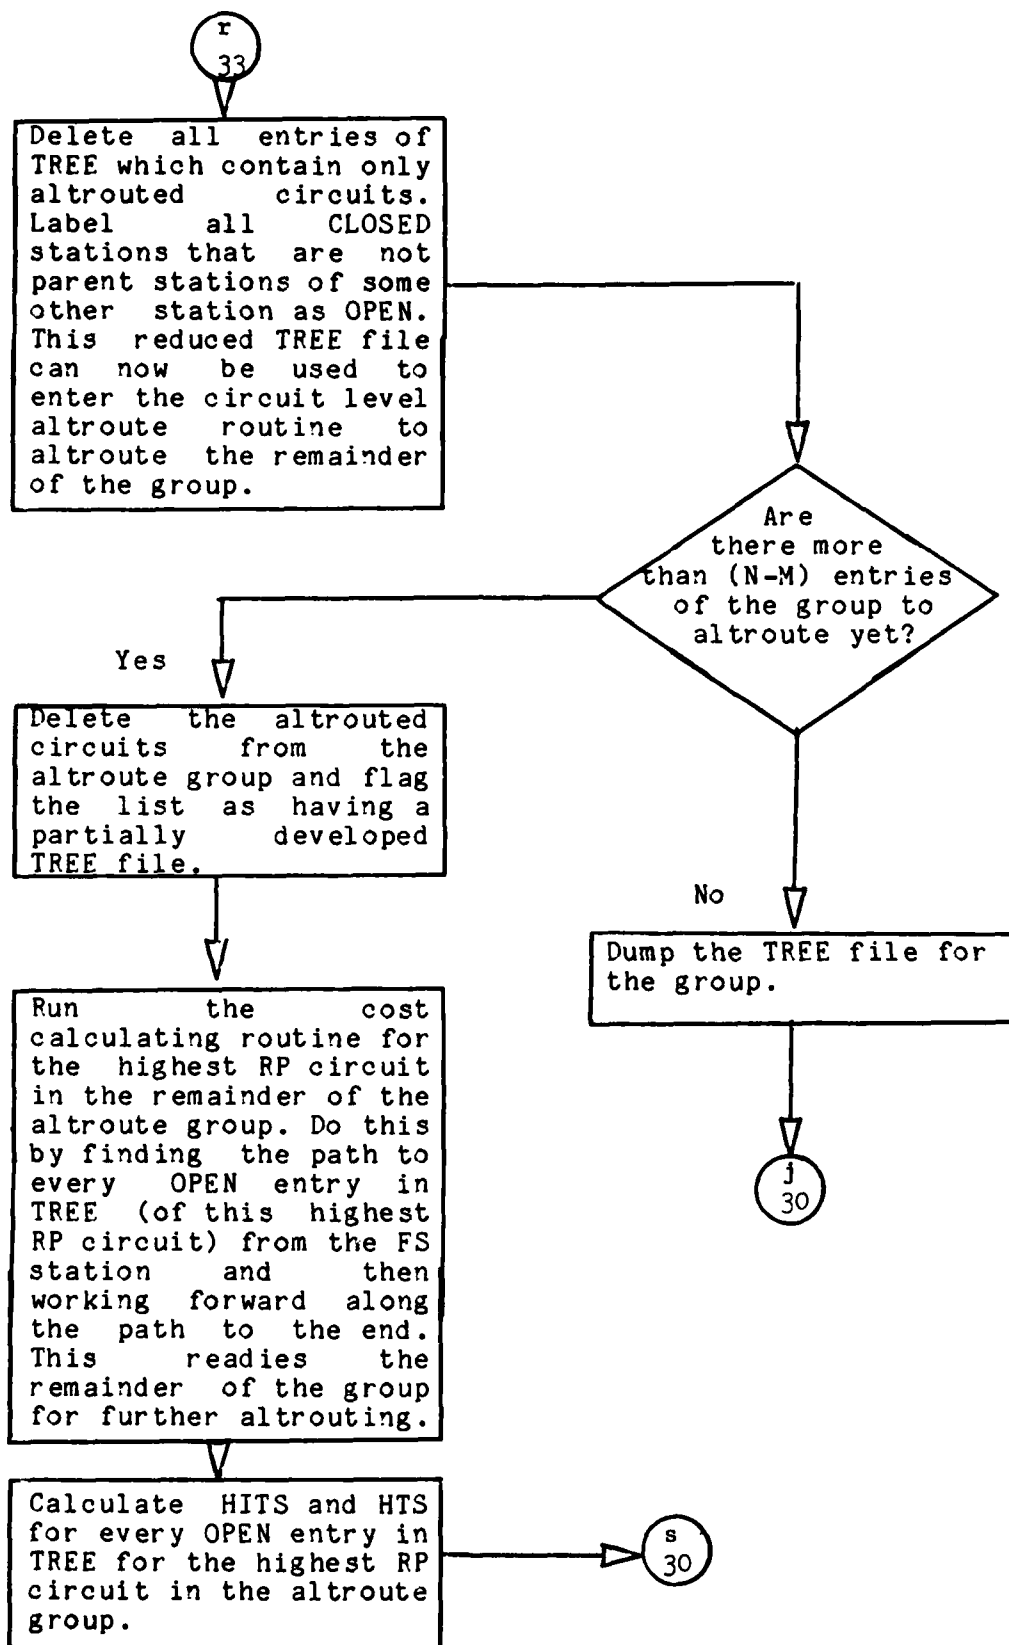 r
33
Delete all entries of
TREE which contain only
altrouted circuits.
Label all CLOSED
stations that are not
parent stations of some
other station as OPEN.
This reduced TREE file
can now be used to
enter the circuit level
altroute routine to
altroute the remainder
of the group.
Are
there more
than (N-M) entries
of the group to
altroute yet?
Yes
Delete the altrouted
circuits from the
altroute group and flag
the list as having a
partially developed
TREE file.
No
Dump the TREE file for
the group.
Run the cost
calculating routine for
the highest RP circuit
in the remainder of the
altroute group. Do this
by finding the path to
every OPEN entry in
TREE (of this highest
RP circuit) from the FS
station and then
working forward along
the path to the end.
This readies the
remainder of the group
for further altrouting.
j
30
Calculate HITS and HTS
for every OPEN entry in
TREE for the highest RP
circuit in the altroute
group.
s
30